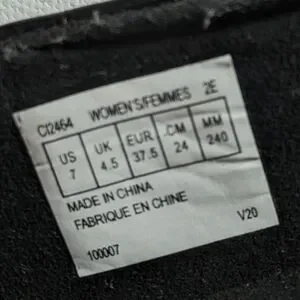 CI2464 WOMEN'S/FEMMES 2E
US UK EUR CM MM
7 4.5 37.5 24 240
MADE IN CHINA
FABRIQUE EN CHINE
100007 V20